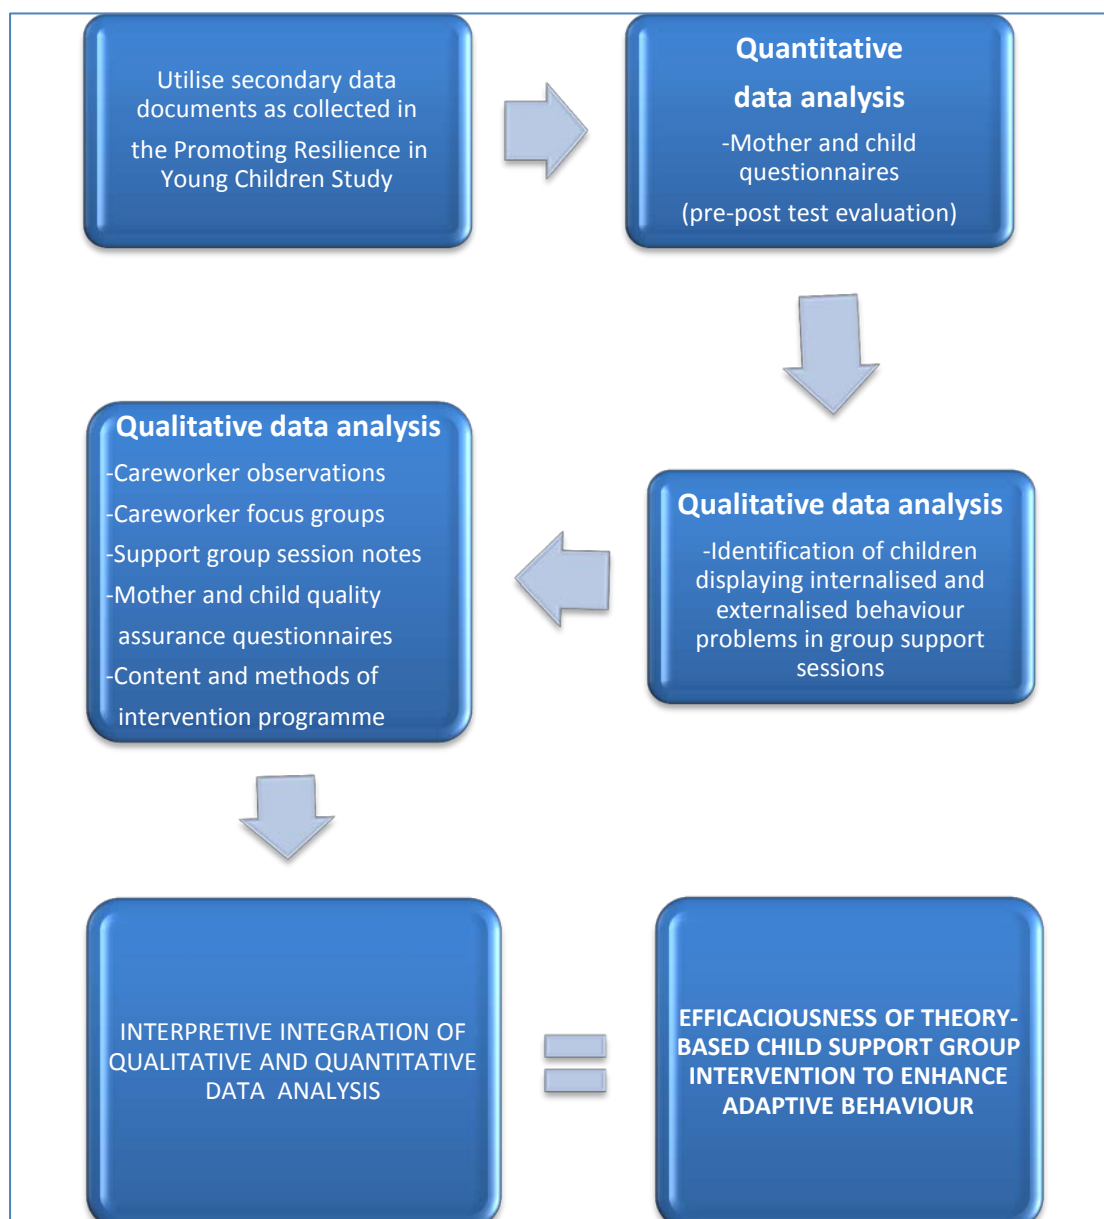 Utilise secondary data
documents as collected in
the Promoting Resilience in
Young Children Study
Quantitative
data analysis
-Mother and child
questionnaires
(pre-post test evaluation)
Qualitative data analysis
-Identification of children
displaying internalised and
externalised behaviour
problems in group support
sessions
Qualitative data analysis
-Careworker observations
-Careworker focus groups
-Support group session notes
-Mother and child quality
assurance questionnaires
-Content and methods of
intervention programme
INTERPRETIVE INTEGRATION OF
QUALITATIVE AND QUANTITATIVE
DATA ANALYSIS
EFFICACIOUSNESS OF THEORY-
BASED CHILD SUPPORT GROUP
INTERVENTION TO ENHANCE
ADAPTIVE BEHAVIOUR